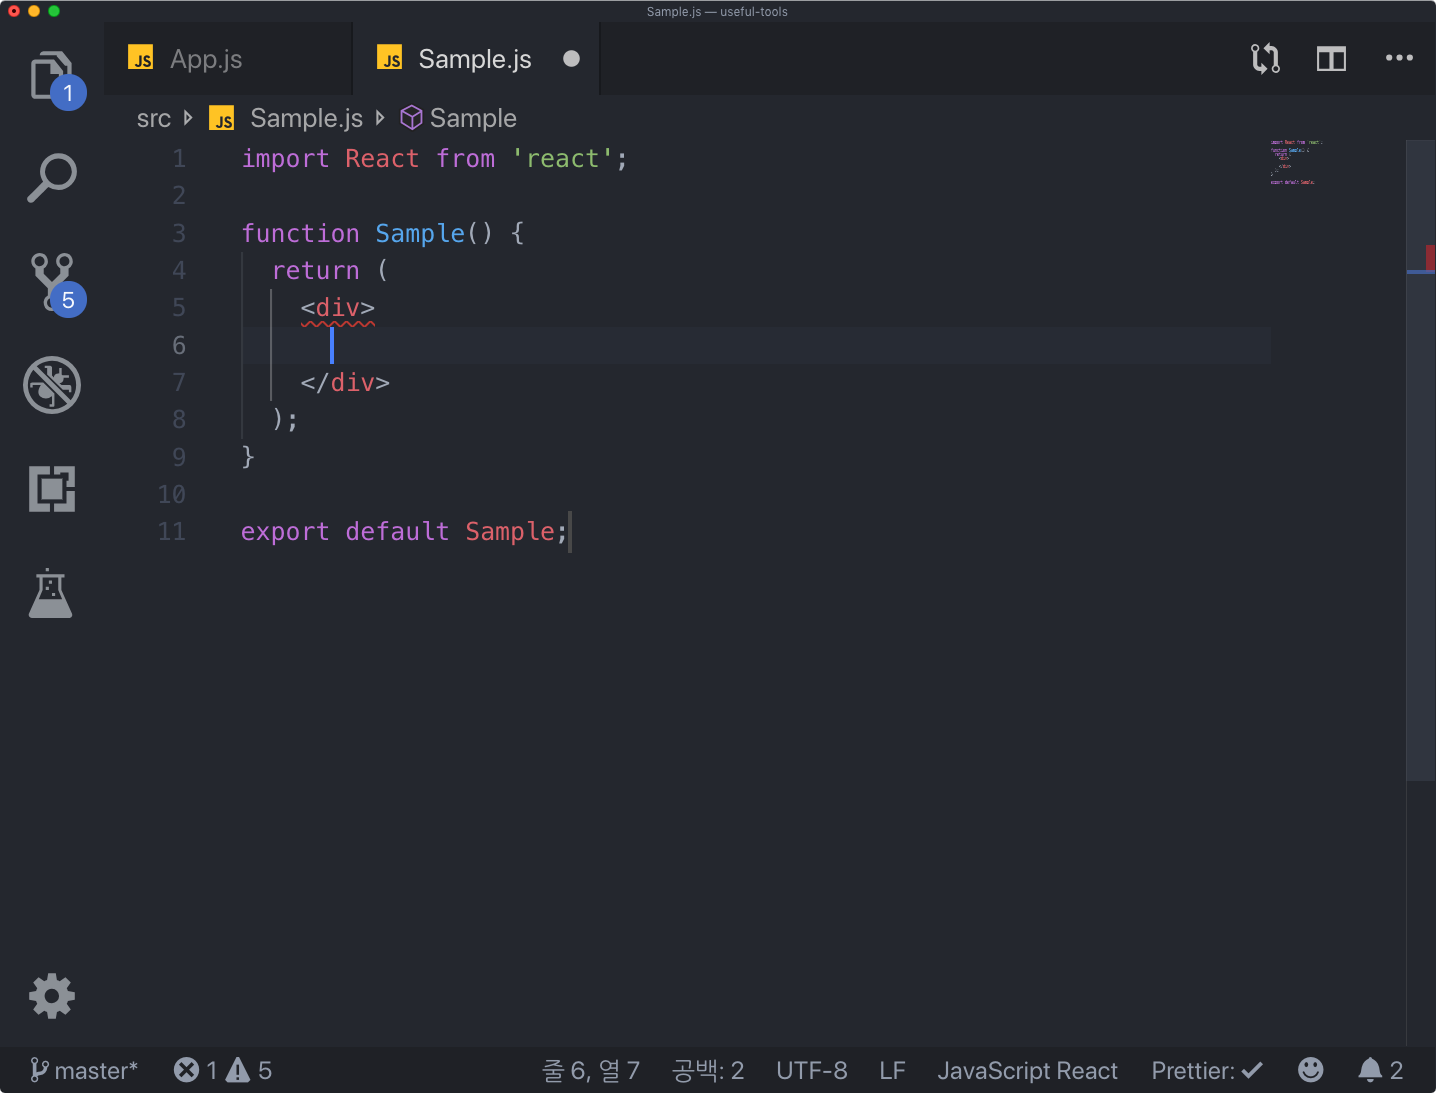 Sample.js — useful-tools
JS App.js
JS Sample.js
src JS Sample.js Sample
1
5
1 import React from 'react';
2
3 function Sample() {
4 return (
5 <div>
6
7 </div>
8 );
9 }
10
11 export default Sample;
master* 1 5 줄 6, 열 7 공백: 2 UTF-8 LF JavaScript React Prettier: 2